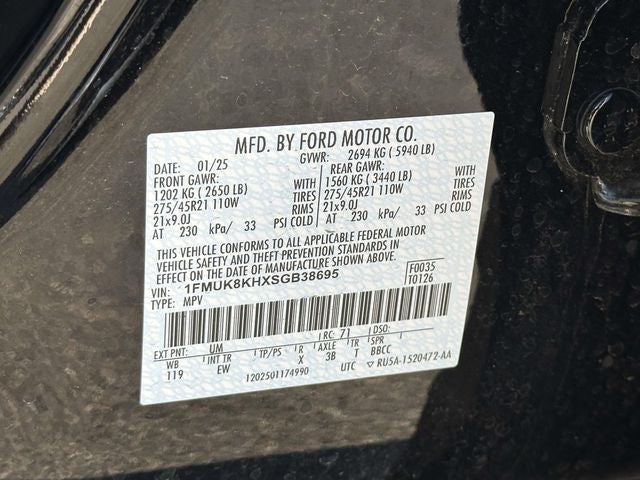 MFD. BY FORD MOTOR CO.
DATE: 01/25 GVWR: 2694 KG ( 5940 LB)
FRONT GAWR: REAR GAWR:
1202 KG ( 2650 LB) WITH 1560 KG ( 3440 LB) WITH
275/45R21 110W TIRES 275/45R21 110W TIRES
21x9.0J RIMS 21x9.0J RIMS
AT 230 kPa/ 33 PSI COLD AT 230 kPa/ 33 PSI COLD
THIS VEHICLE CONFORMS TO ALL APPLICABLE FEDERAL MOTOR
VEHICLE SAFETY AND THEFT PREVENTION STANDARDS IN
EFFECT ON THE DATE OF MANUFACTURE SHOWN ABOVE.
VIN: 1FMUK8KHXSGB38695 F0035
TYPE: MPV T0126
EXT PNT: UM RC: 71 DSO:
WB INT TR TP/PS R AXLE TR SPR
119 EW X 3B T BBCC
1202501174990 UTC RU5A-1520472-AA